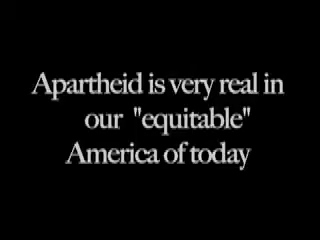 Apartheid is very real in
our "equitable"
America of today